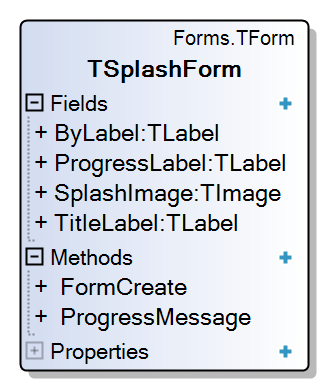 Forms.TForm
TSplashForm
Fields
+ ByLabel:TLabel
+ ProgressLabel:TLabel
+ SplashImage:TImage
+ TitleLabel:TLabel
Methods
+ FormCreate
+ ProgressMessage
Properties